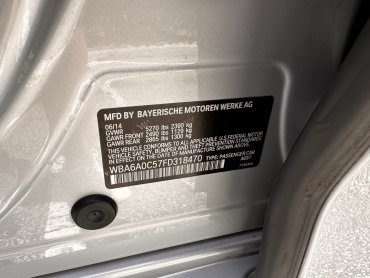 MFD BY BAYERISCHE MOTOREN WERKE AG
06/14
GVWR 5270 lbs 2390 kg
GAWR FRONT 2490 lbs 1129 kg
GAWR REAR 2865 lbs 1300 kg
THIS VEHICLE CONFORMS TO ALL APPLICABLE U.S. FEDERAL MOTOR
VEHICLE SAFETY, BUMPER AND THEFT PREVENTION STANDARDS IN EFFECT
ON THE DATE OF MANUFACTURE SHOWN ABOVE.
WBA6A0C57FD318470 TYPE: PASSENGER CAR